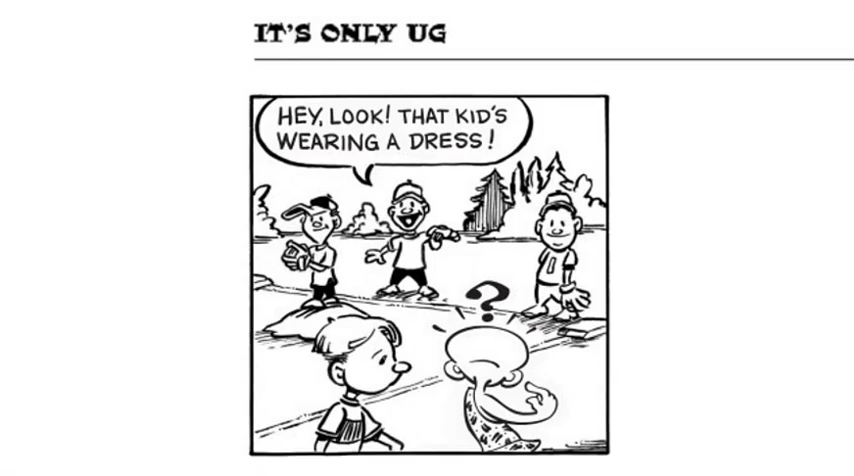 IT'S ONLY UG
HEY, LOOK! THAT KID'S
WEARING A DRESS!
?